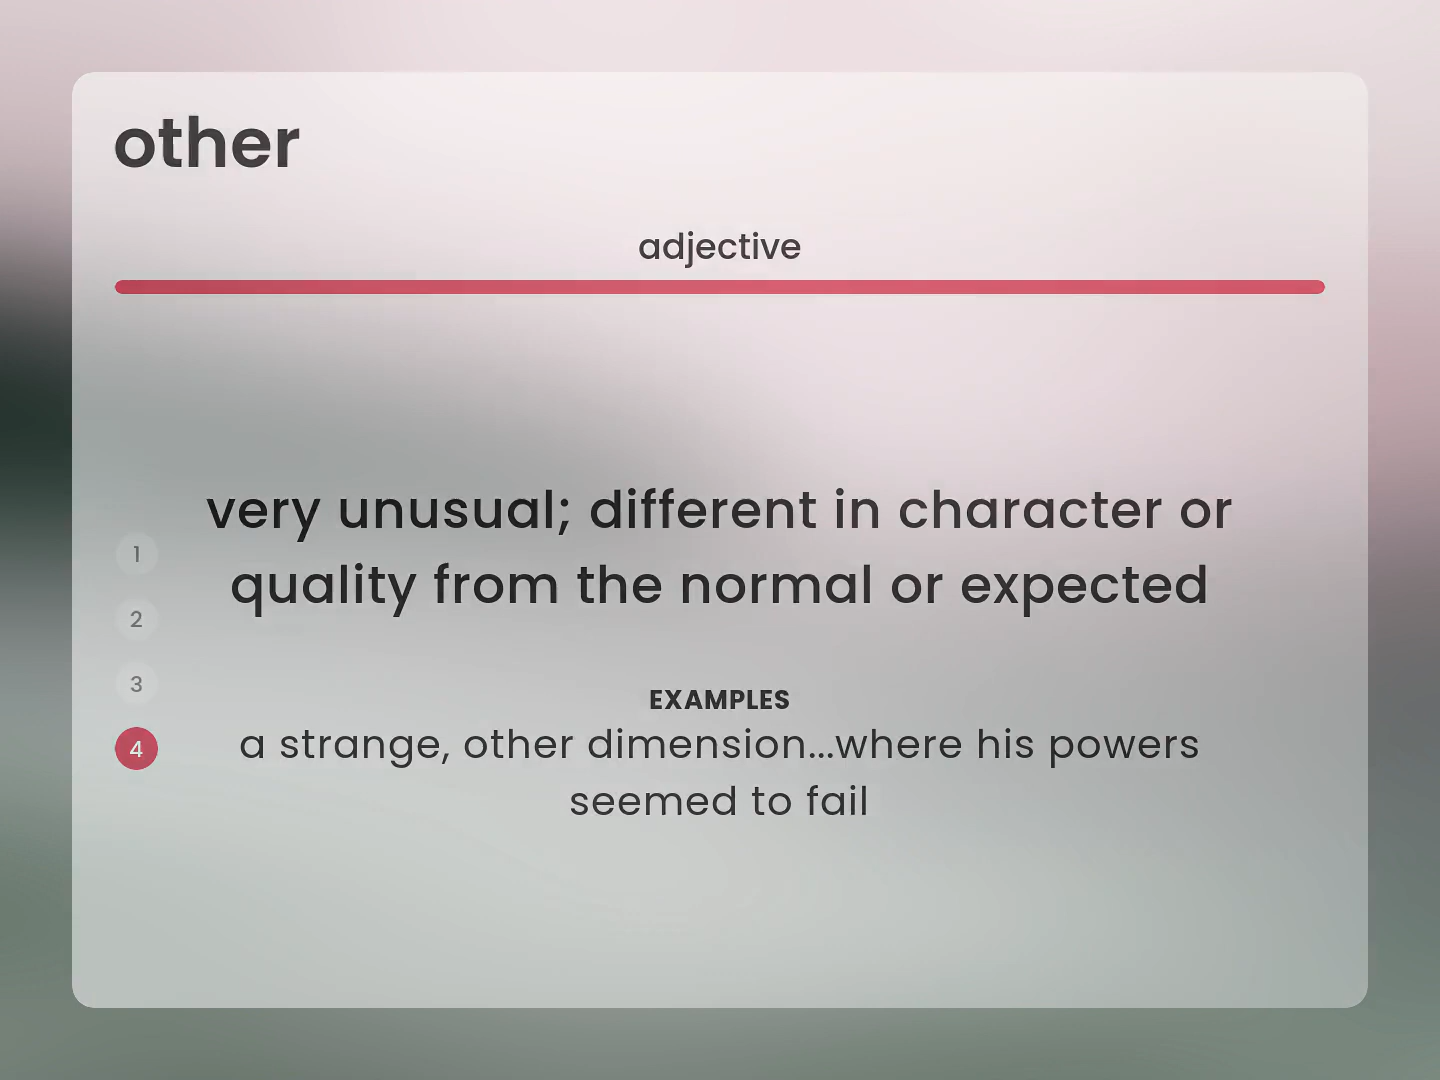 other
adjective
very unusual; different in character or
quality from the normal or expected
1
2
3
4
EXAMPLES
a strange, other dimension...where his powers
seemed to fail